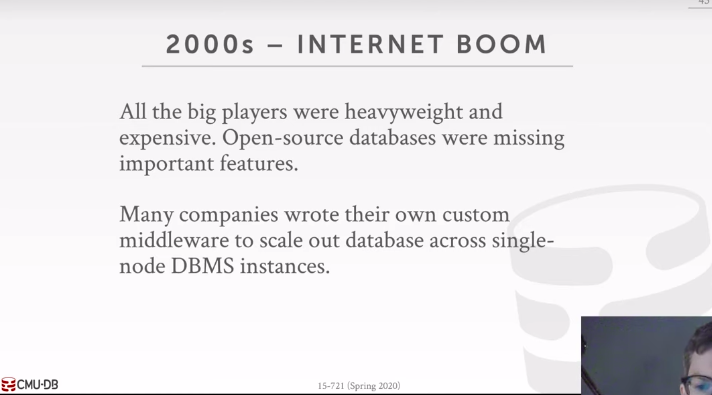 45
2000s – INTERNET BOOM
All the big players were heavyweight and
expensive. Open-source databases were missing
important features.
Many companies wrote their own custom
middleware to scale out database across single-
node DBMS instances.
CMU·DB
15-721 (Spring 2020)